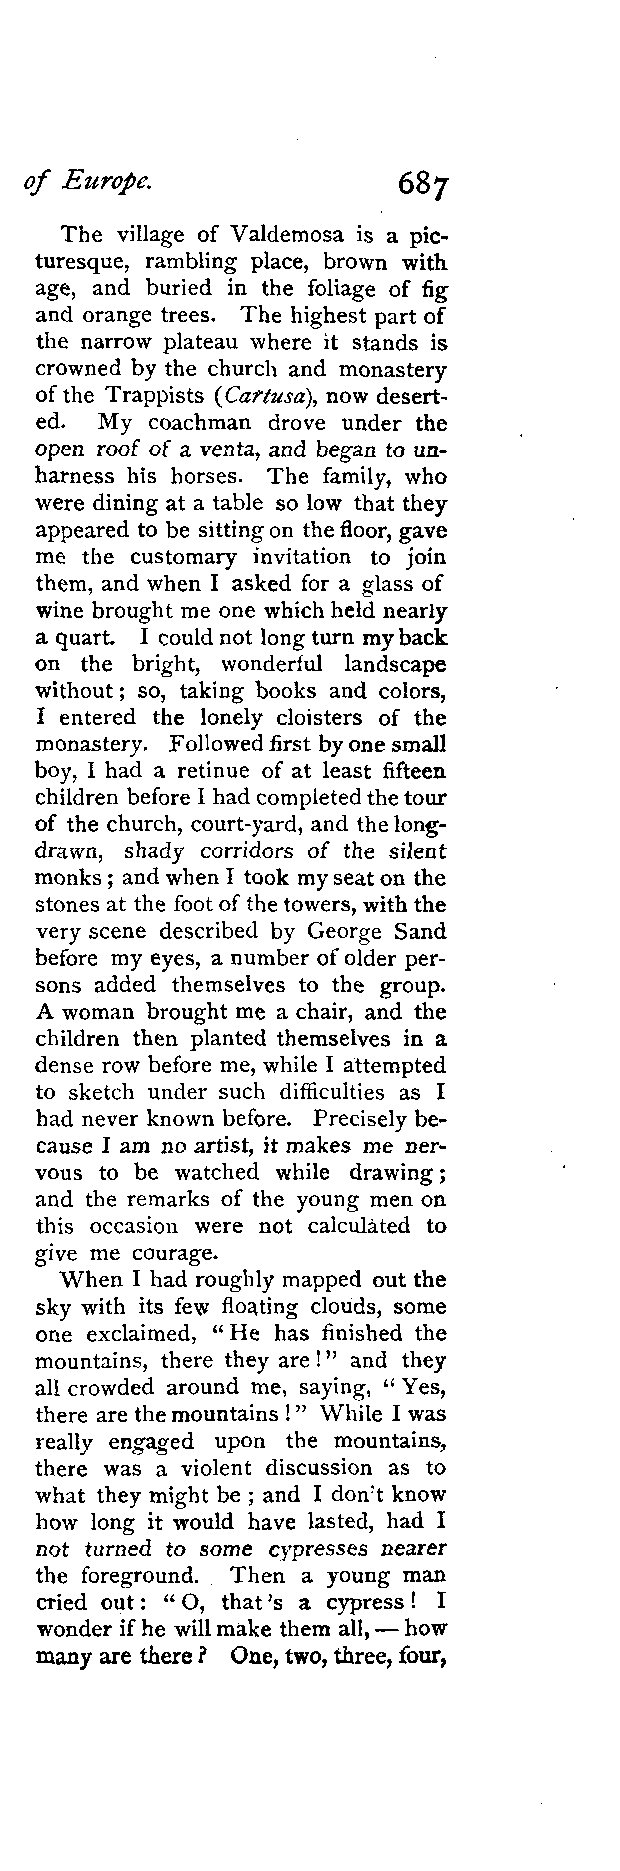 of Europe. 687
The village of Valdemosa is a pic-
turesque, rambling place, brown with
age, and buried in the foliage of fig
and orange trees. The highest part of
the narrow plateau where it stands is
crowned by the church and monastery
of the Trappists (Cartusa), now desert-
ed. My coachman drove under the
open roof of a venta, and began to un-
harness his horses. The family, who
were dining at a table so low that they
appeared to be sitting on the floor, gave
me the customary invitation to join
them, and when I asked for a glass of
wine brought me one which held nearly
a quart. I could not long turn my back
on the bright, wonderful landscape
without; so, taking books and colors,
I entered the lonely cloisters of the
monastery. Followed first by one small
boy, I had a retinue of at least fifteen
children before I had completed the tour
of the church, court-yard, and the long-
drawn, shady corridors of the silent
monks; and when I took my seat on the
stones at the foot of the towers, with the
very scene described by George Sand
before my eyes, a number of older per-
sons added themselves to the group.
A woman brought me a chair, and the
children then planted themselves in a
dense row before me, while I attempted
to sketch under such difficulties as I
had never known before. Precisely be-
cause I am no artist, it makes me ner-
vous to be watched while drawing;
and the remarks of the young men on
this occasion were not calculated to
give me courage.
When I had roughly mapped out the
sky with its few floating clouds, some
one exclaimed, "He has finished the
mountains, there they are!" and they
all crowded around me, saying, "Yes,
there are the mountains!" While I was
really engaged upon the mountains,
there was a violent discussion as to
what they might be; and I don't know
how long it would have lasted, had I
not turned to some cypresses nearer
the foreground. Then a young man
cried out: "O, that's a cypress! I
wonder if he will make them all, — how
many are there? One, two, three, four,